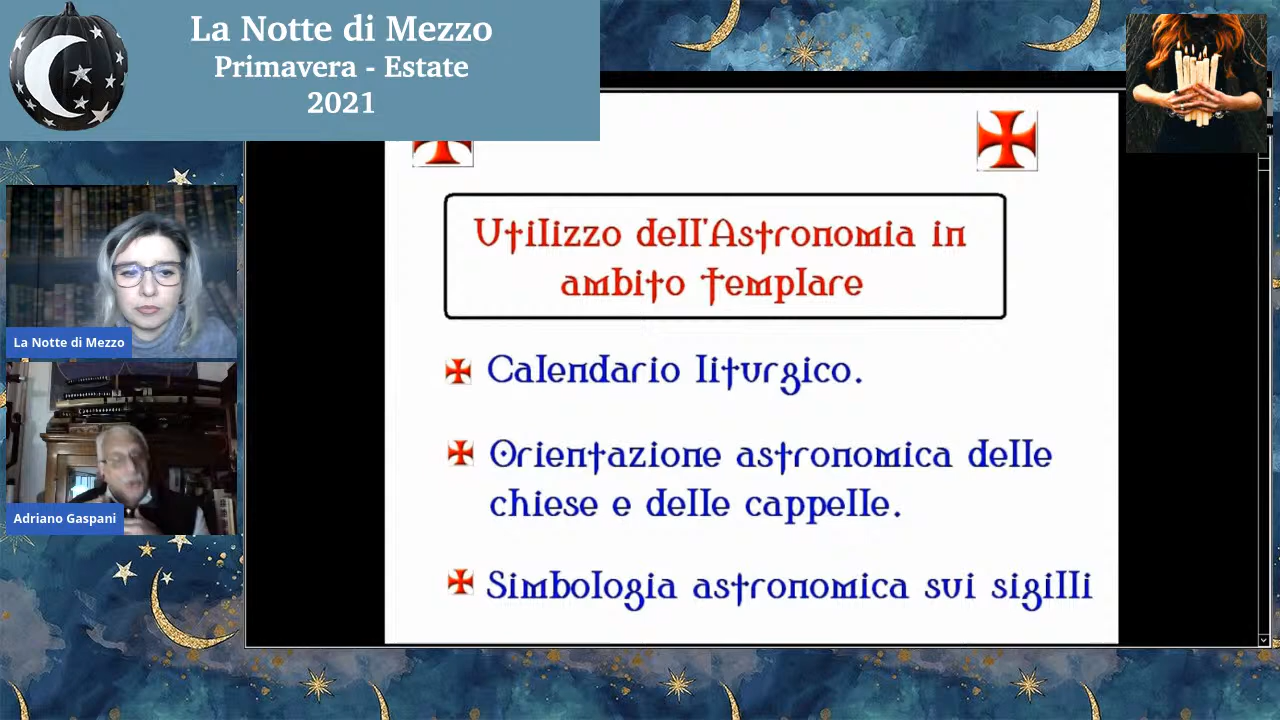 La Notte di Mezzo
Primavera - Estate
2021
Utilizzo dell'Astronomia in
ambito Templare
Calendario liturgico.
Orientazione astronomica delle
chiese e delle cappelle.
Simbologia astronomica sui sigilli
La Notte di Mezzo
Adriano Gaspani